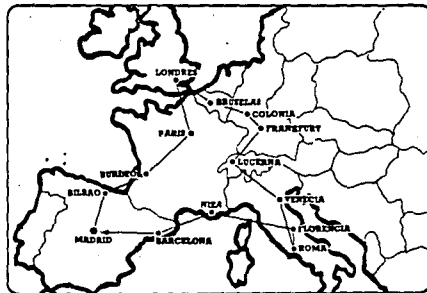 LONDRES
BRUSELAS
COLONIA
FRANKFURT
PARIS
LUCERNA
BURDEOS
BILBAO
VENECIA
NIZA
FLORENCIA
MADRID
BARCELONA
ROMA